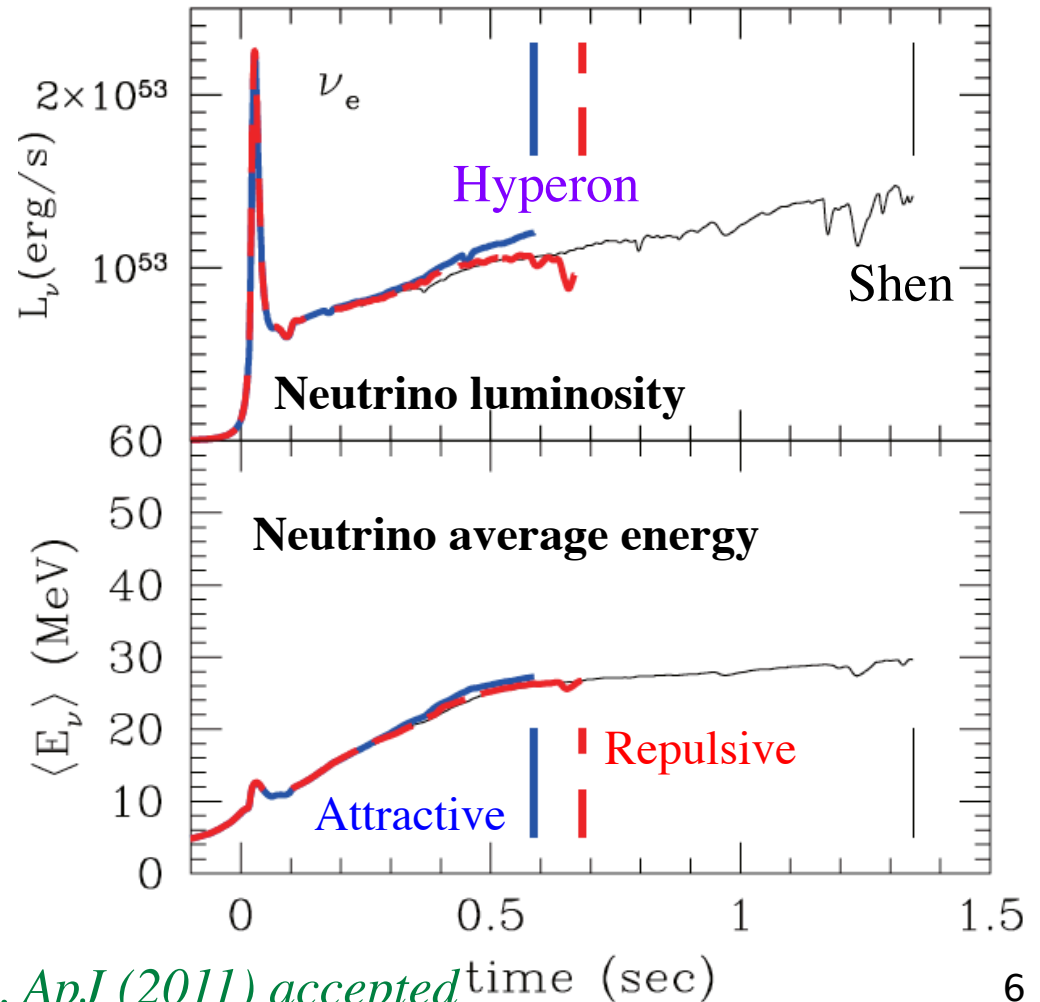 2×10⁵³
ν_e
Hyperon
10⁵³
Shen
L_ν(erg/s)
Neutrino luminosity
60
50
Neutrino average energy
40
30
20
10
0
⟨E_ν⟩ (MeV)
Repulsive
Attractive
0 0.5 1 1.5
. ApJ (2011) accepted time (sec) 6